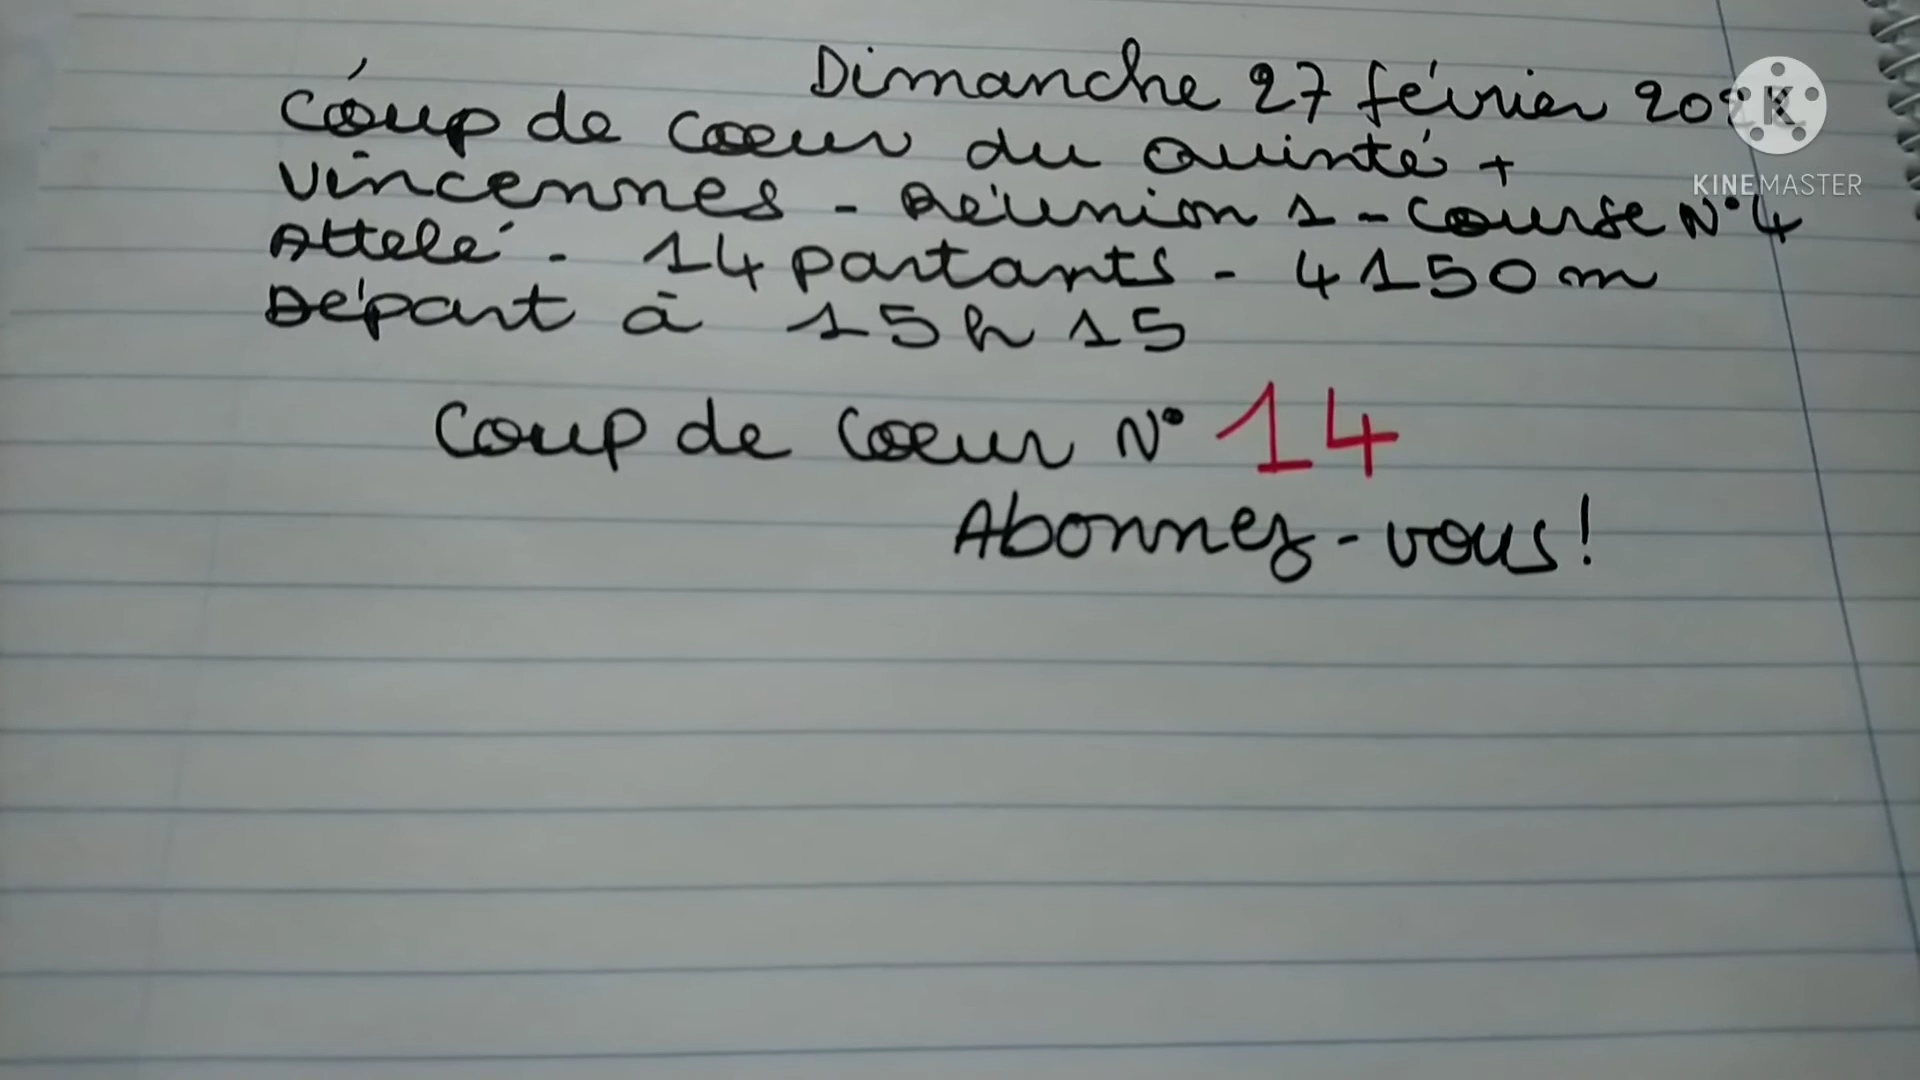 Dimanche 27 février
Coup de coeur du Quinté +
Vincennes - Réunion 1 - Course N°4
Attelé - 14 partants - 4150 m
Départ à 15h15
Coup de coeur N° 14
Abonnez-vous!
K
KINEMASTER